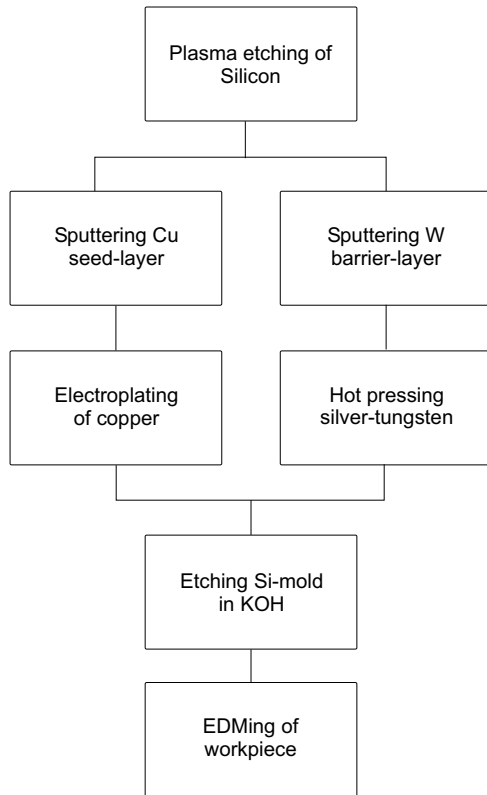 Plasma etching of
Silicon
Sputtering Cu
seed-layer
Sputtering W
barrier-layer
Electroplating
of copper
Hot pressing
silver-tungsten
Etching Si-mold
in KOH
EDMing of
workpiece